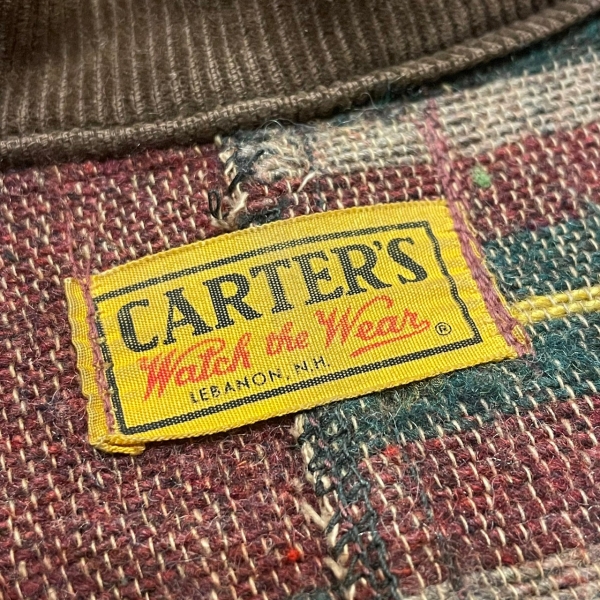 CARTER'S
Watch the Wear ®
LEBANON, N.H.